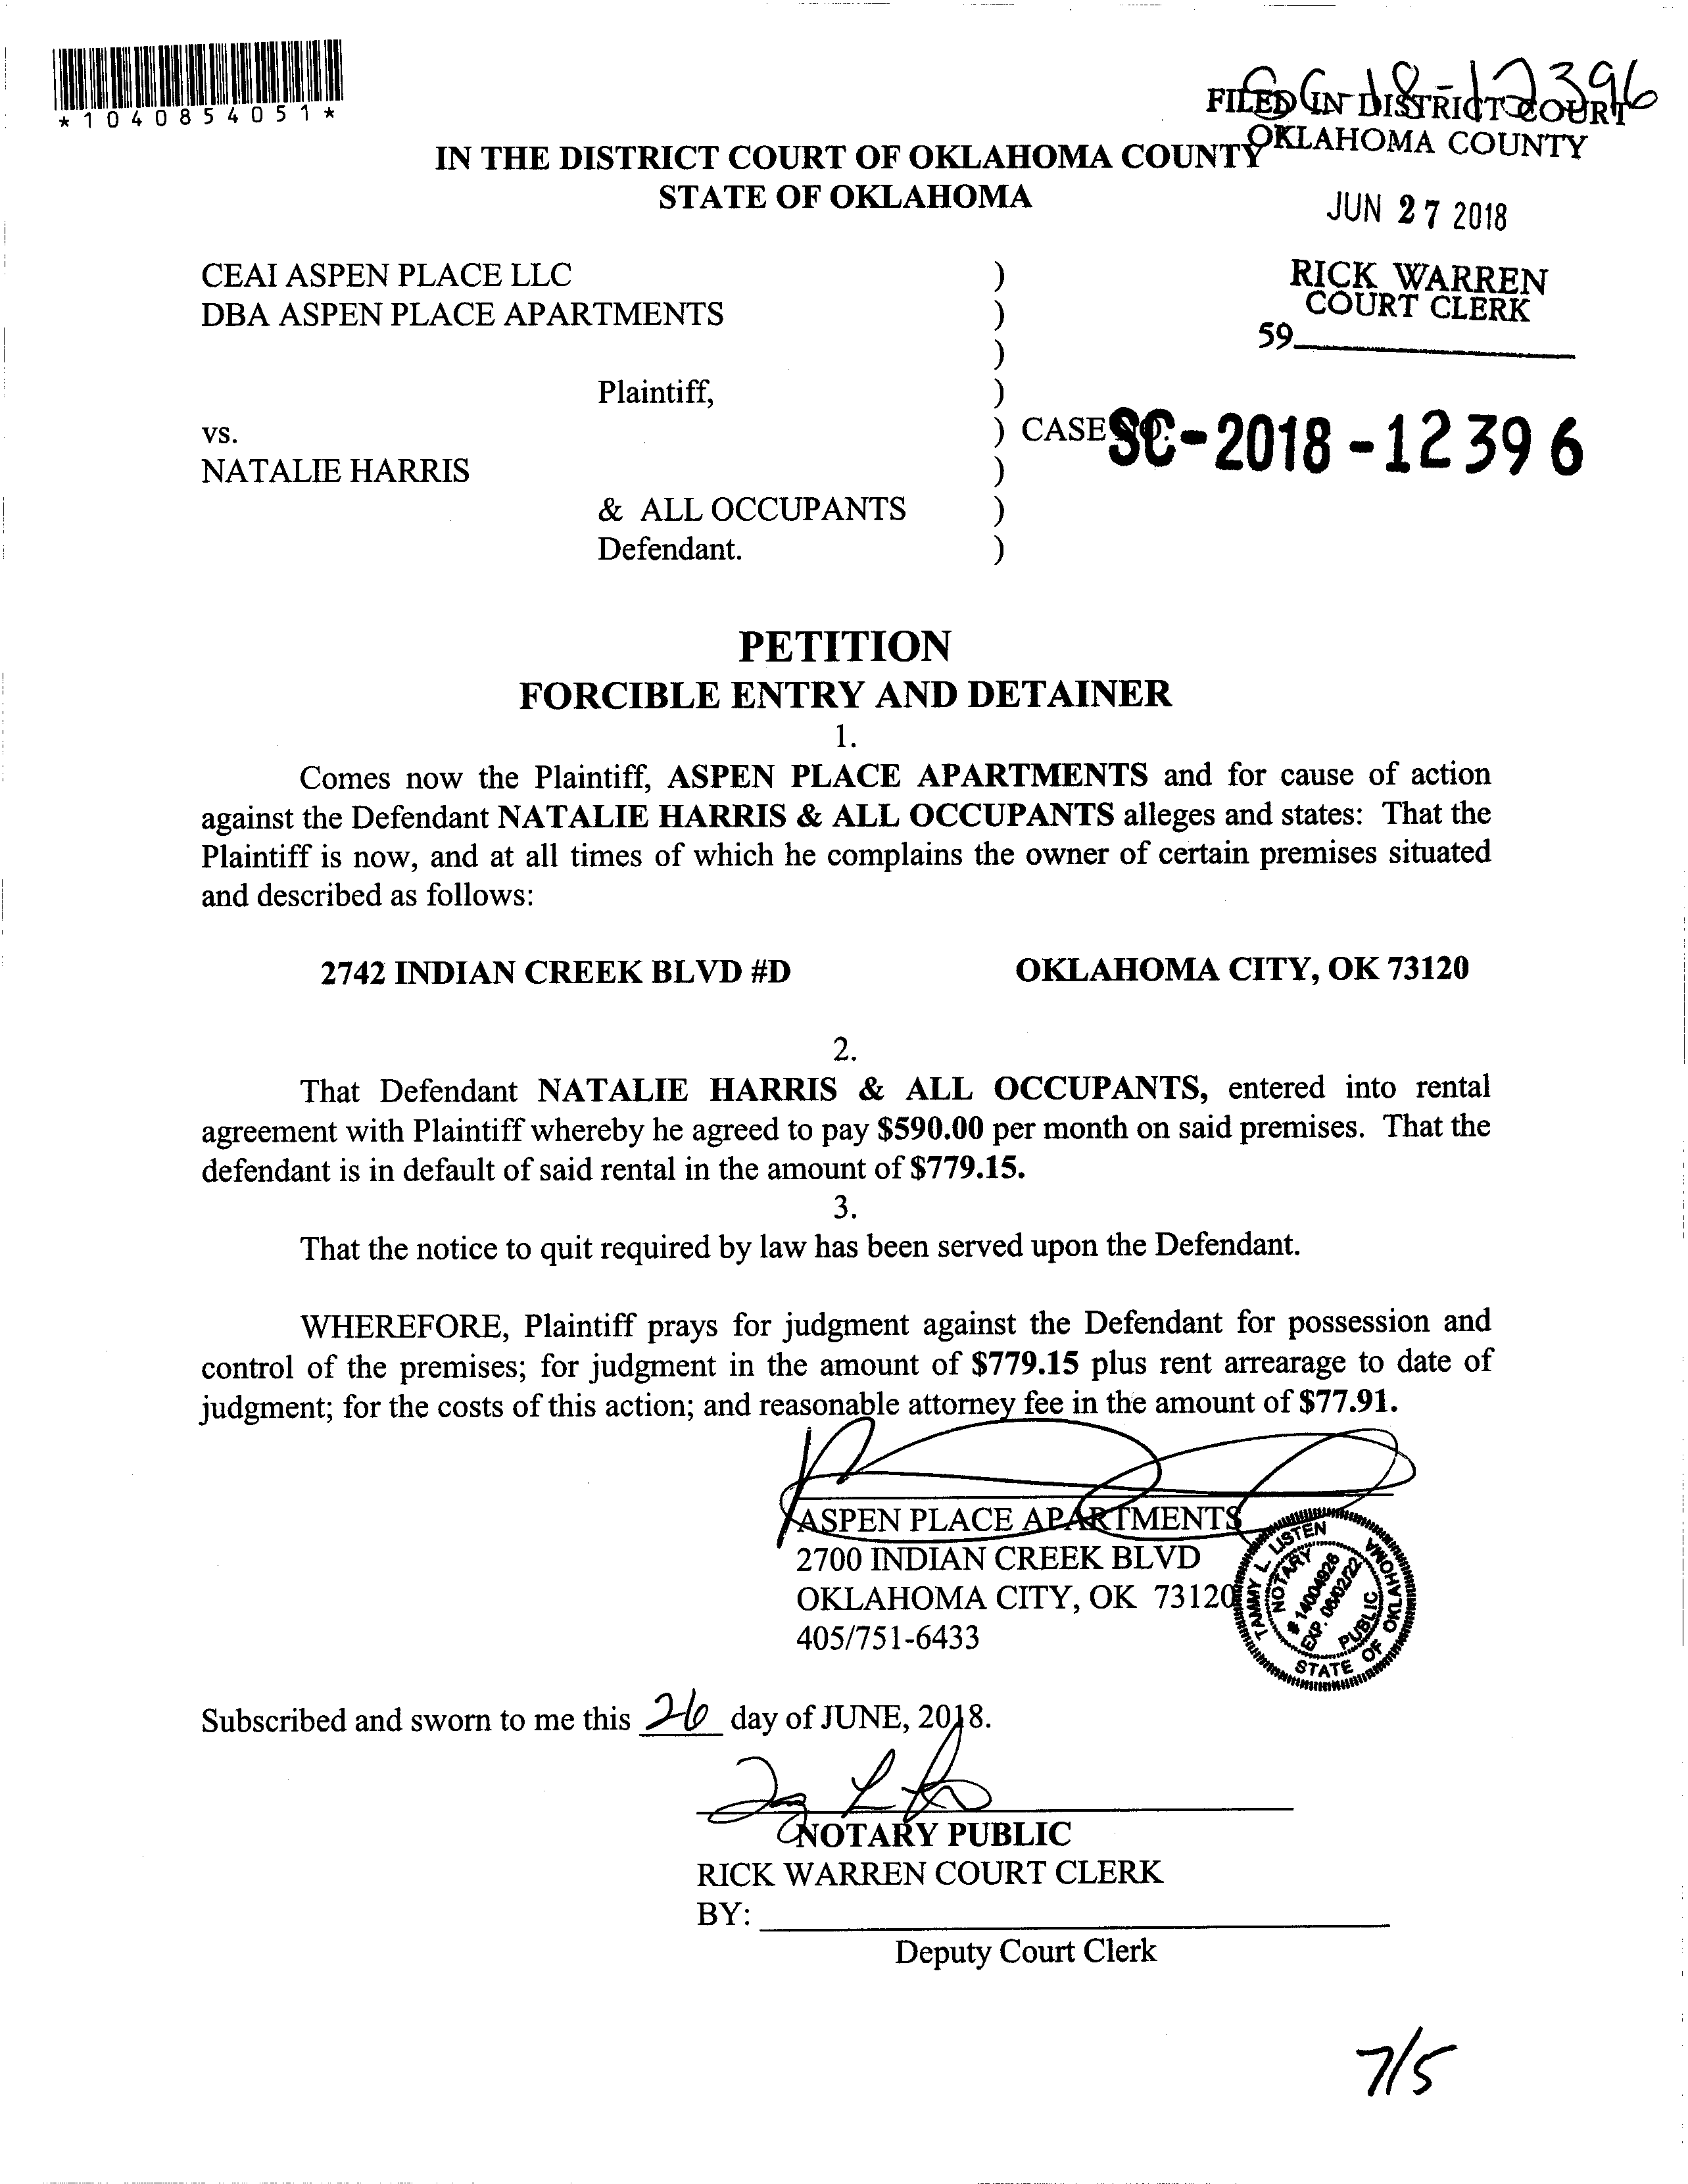 *1040854051*
SC-18-12396
FILED IN DISTRICT COURT
OKLAHOMA COUNTY
IN THE DISTRICT COURT OF OKLAHOMA COUNTY
STATE OF OKLAHOMA
JUN 27 2018
CEAI ASPEN PLACE LLC )
DBA ASPEN PLACE APARTMENTS )
)
RICK WARREN
COURT CLERK
59
Plaintiff, )
vs. ) CASE NO. SC-2018-12396
NATALIE HARRIS )
& ALL OCCUPANTS )
Defendant. )
PETITION
FORCIBLE ENTRY AND DETAINER
1.
Comes now the Plaintiff, ASPEN PLACE APARTMENTS and for cause of action
against the Defendant NATALIE HARRIS & ALL OCCUPANTS alleges and states: That the
Plaintiff is now, and at all times of which he complains the owner of certain premises situated
and described as follows:
2742 INDIAN CREEK BLVD #D OKLAHOMA CITY, OK 73120
2.
That Defendant NATALIE HARRIS & ALL OCCUPANTS, entered into rental
agreement with Plaintiff whereby he agreed to pay $590.00 per month on said premises. That the
defendant is in default of said rental in the amount of $779.15.
3.
That the notice to quit required by law has been served upon the Defendant.
WHEREFORE, Plaintiff prays for judgment against the Defendant for possession and
control of the premises; for judgment in the amount of $779.15 plus rent arrearage to date of
judgment; for the costs of this action; and reasonable attorney fee in the amount of $77.91.
ASPEN PLACE APARTMENTS
2700 INDIAN CREEK BLVD
OKLAHOMA CITY, OK 73120
405/751-6433
TAMMY L. LISTEN
NOTARY
# 14004926
EXP. 06/02/22
PUBLIC
STATE OF OKLAHOMA
Subscribed and sworn to me this 26 day of JUNE, 2018.
NOTARY PUBLIC
RICK WARREN COURT CLERK
BY:
Deputy Court Clerk
7/5